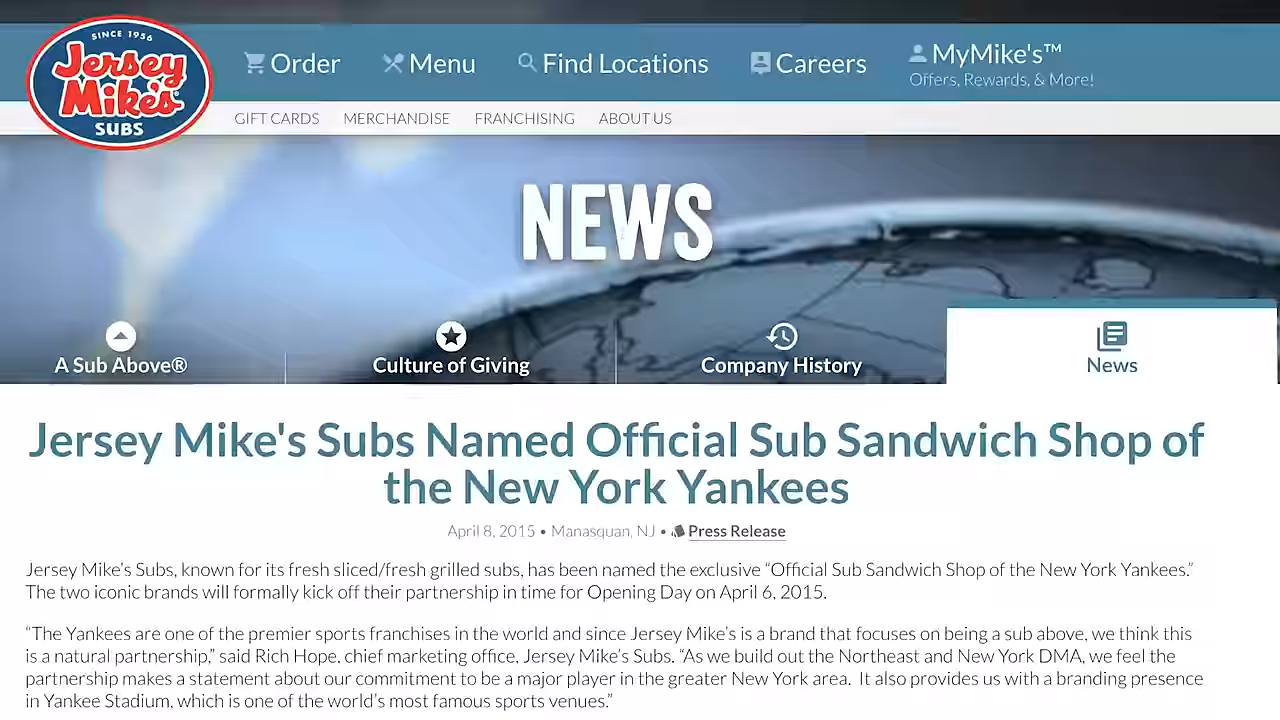 SINCE 1956
Jersey
Mike's
SUBS
Order
Menu
Find Locations
Careers
MyMike's™
Offers, Rewards, & More!
GIFT CARDS
MERCHANDISE
FRANCHISING
ABOUT US
NEWS
A Sub Above®
Culture of Giving
Company History
News
Jersey Mike's Subs Named Official Sub Sandwich Shop of
the New York Yankees
April 8, 2015 • Manasquan, NJ • Press Release
Jersey Mike’s Subs, known for its fresh sliced/fresh grilled subs, has been named the exclusive “Official Sub Sandwich Shop of the New York Yankees.”
The two iconic brands will formally kick off their partnership in time for Opening Day on April 6, 2015.
“The Yankees are one of the premier sports franchises in the world and since Jersey Mike’s is a brand that focuses on being a sub above, we think this
is a natural partnership,” said Rich Hope, chief marketing office, Jersey Mike’s Subs. “As we build out the Northeast and New York DMA, we feel the
partnership makes a statement about our commitment to be a major player in the greater New York area. It also provides us with a branding presence
in Yankee Stadium, which is one of the world’s most famous sports venues.”